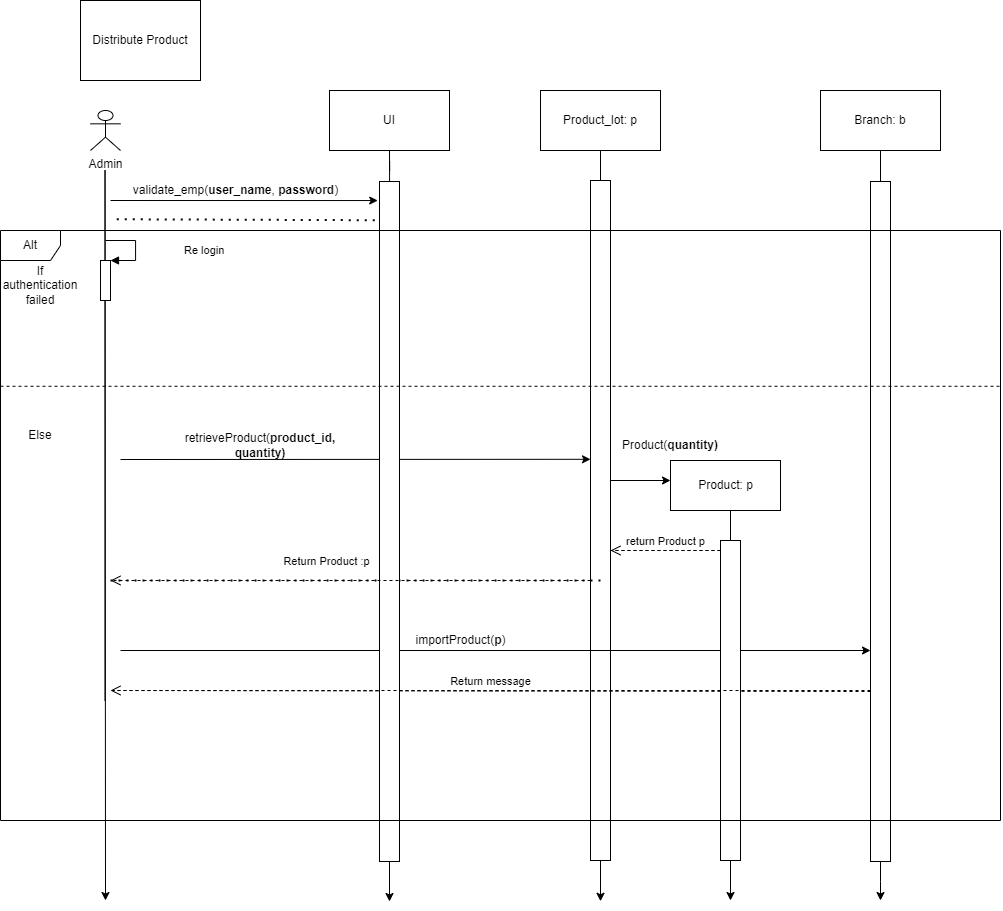 Distribute Product
UI
Product_lot: p
Branch: b
Admin
validate_emp(user_name, password)
Alt
Re login
If
authentication
failed
Else
retrieveProduct(product_id,
quantity)
Product(quantity)
Product: p
return Product p
Return Product :p
importProduct(p)
Return message